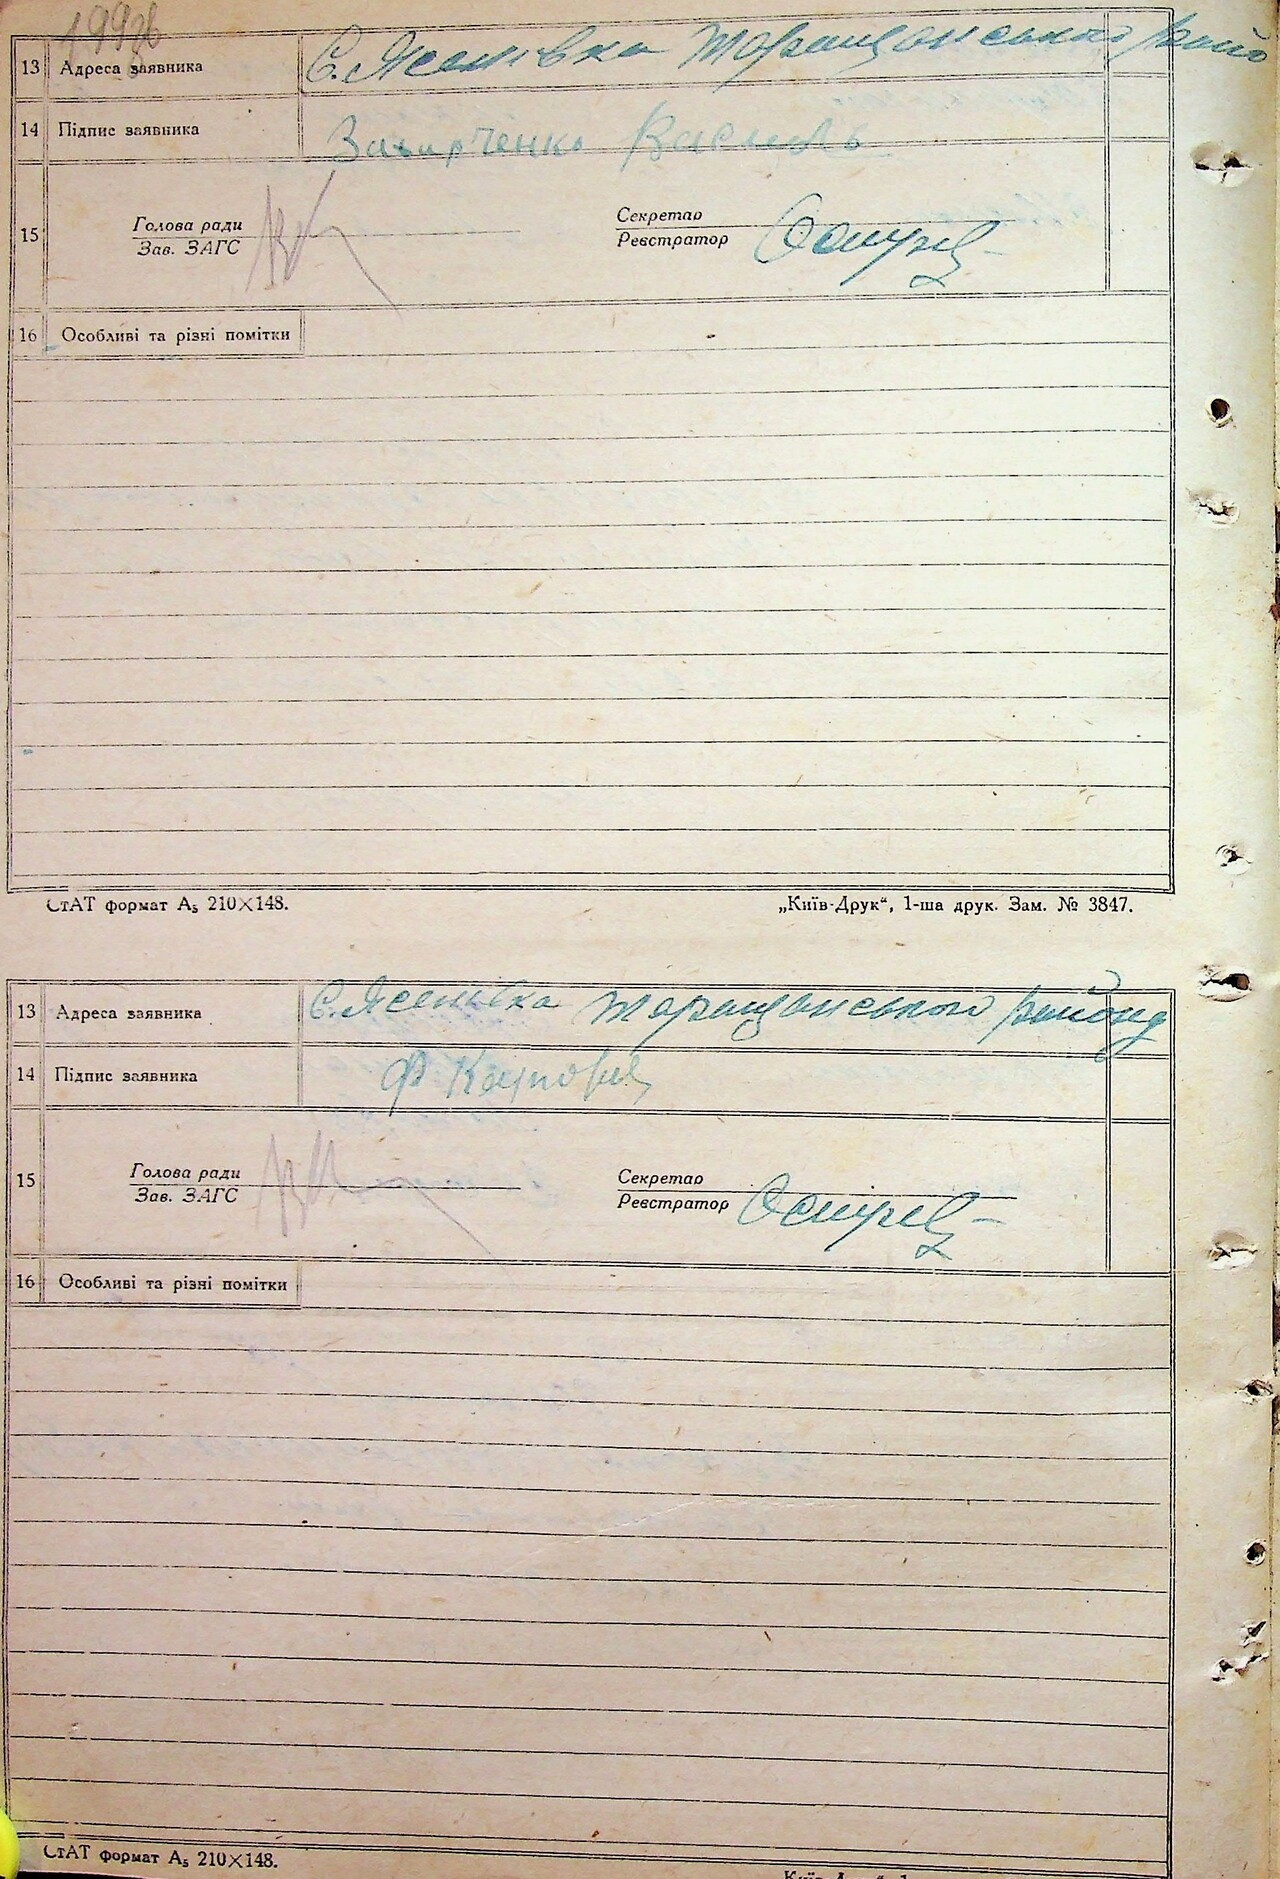 199зв
13 Адреса заявника С. Ясенівка Таращанського райо
14 Підпис заявника Захирченко Василь
15 Голова ради Секретар
Зав. ЗАГС Реєстратор
16 Особливі та різні помітки
СтАТ формат А₅ 210×148. „Київ-Друк“, 1-ша друк. Зам. № 3847.
13 Адреса заявника С. Ясенівка Таращанського району
14 Підпис заявника Ф
15 Голова ради Секретар
Зав. ЗАГС Реєстратор
16 Особливі та різні помітки
СтАТ формат А₅ 210×148.